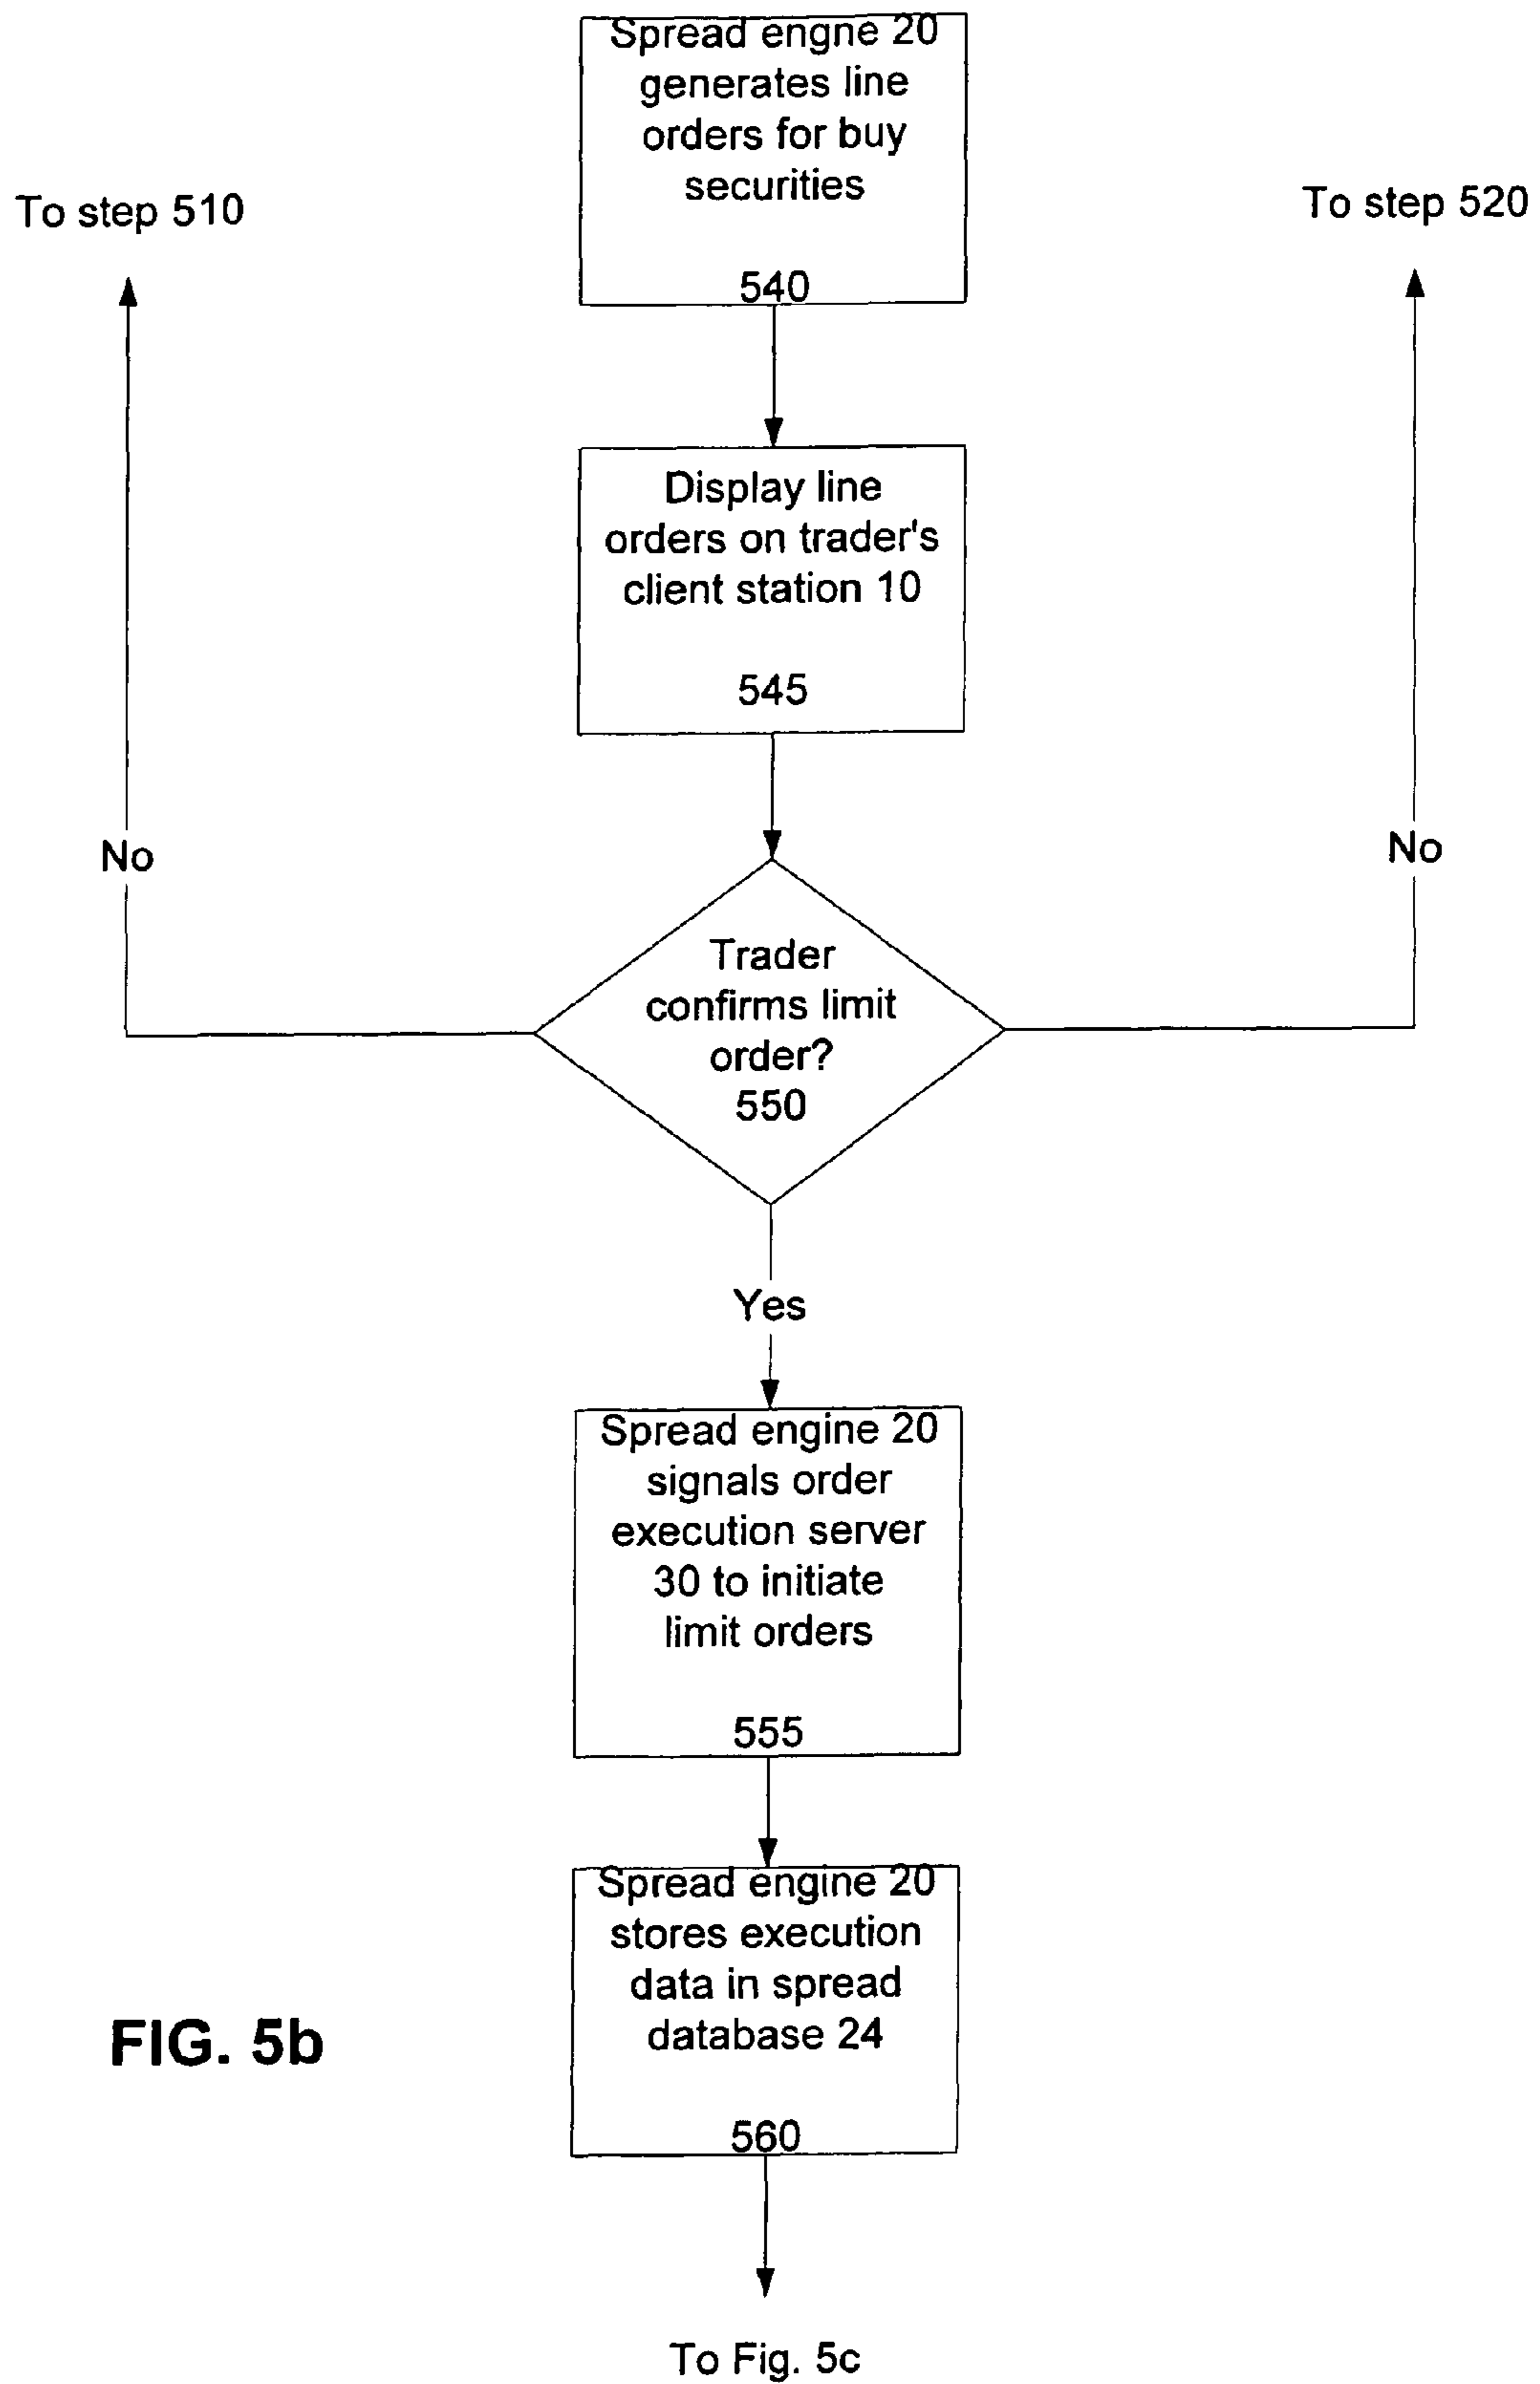 Spread engne 20
generates line
orders for buy
securities
540
To step 510
To step 520
Display line
orders on trader's
client station 10
545
No
No
Trader
confirms limit
order?
550
Yes
Spread engine 20
signals order
execution server
30 to initiate
limit orders
555
Spread engine 20
stores execution
data in spread
database 24
560
FIG. 5b
To Fig. 5c